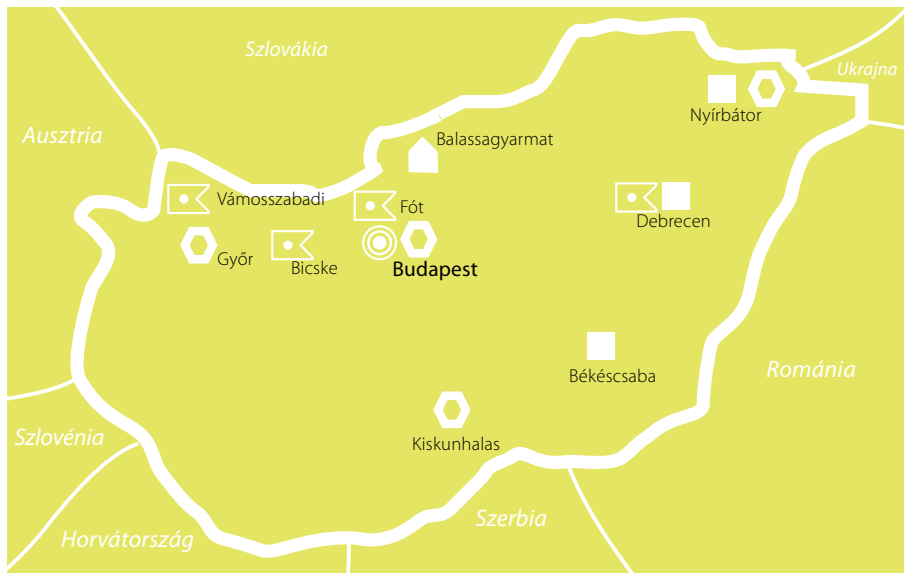 Szlovákia
Ukrajna
Nyírbátor
Ausztria
Balassagyarmat
Vámosszabadi
Fót
Debrecen
Győr
Bicske
Budapest
Románia
Békéscsaba
Szlovénia
Kiskunhalas
Szerbia
Horvátország